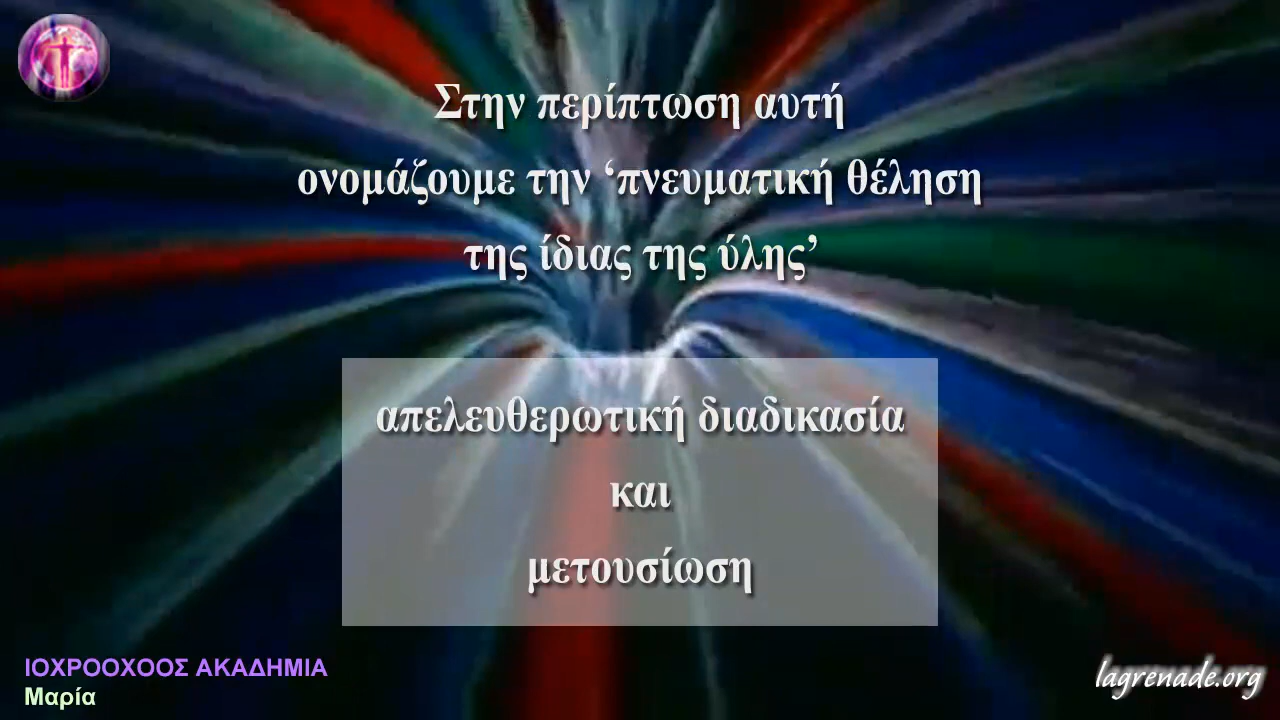 Στην περίπτωση αυτή
ονομάζουμε την ‘πνευματική θέληση
της ίδιας της ύλης’
απελευθερωτική διαδικασία
και
μετουσίωση
ΙΟΧΡΟΟΧΟΟΣ ΑΚΑΔΗΜΙΑ
Μαρία
lagrenade.org